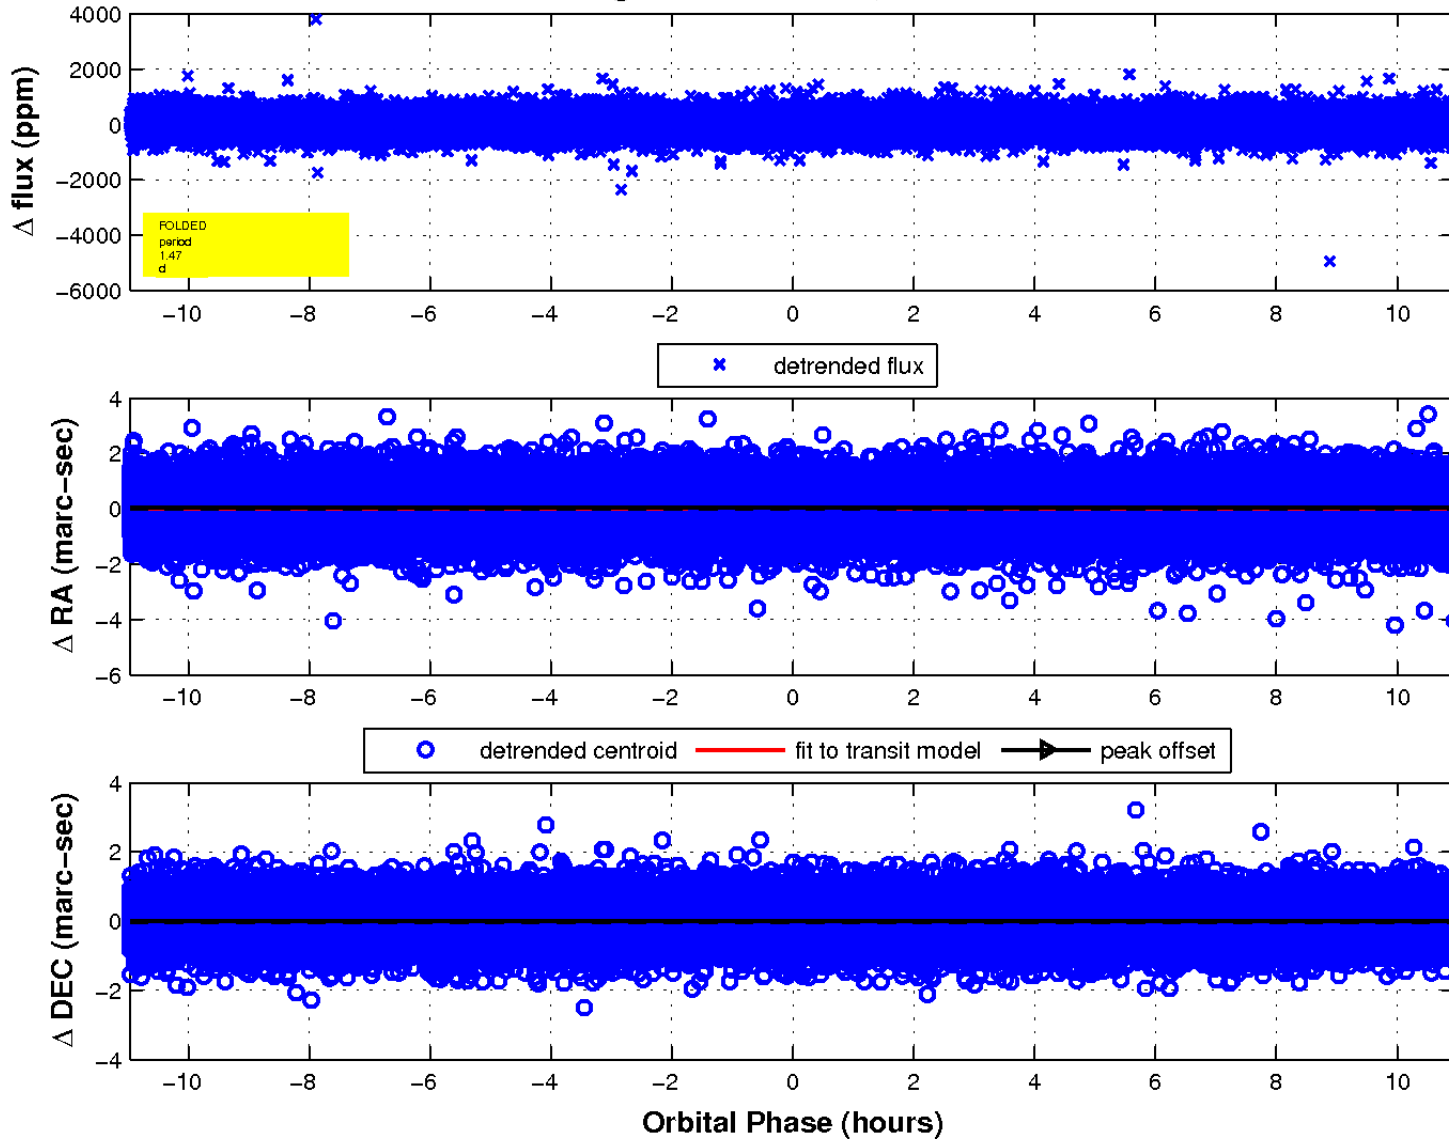 4000
2000
0
−2000
−4000
−6000
Δ flux (ppm)
FOLDED
period
1.47
d
−10 −8 −6 −4 −2 0 2 4 6 8 10
detrended flux
4
2
0
−2
−4
−6
Δ RA (marc−sec)
−10 −8 −6 −4 −2 0 2 4 6 8 10
detrended centroid fit to transit model peak offset
4
2
0
−2
−4
Δ DEC (marc−sec)
−10 −8 −6 −4 −2 0 2 4 6 8 10
Orbital Phase (hours)